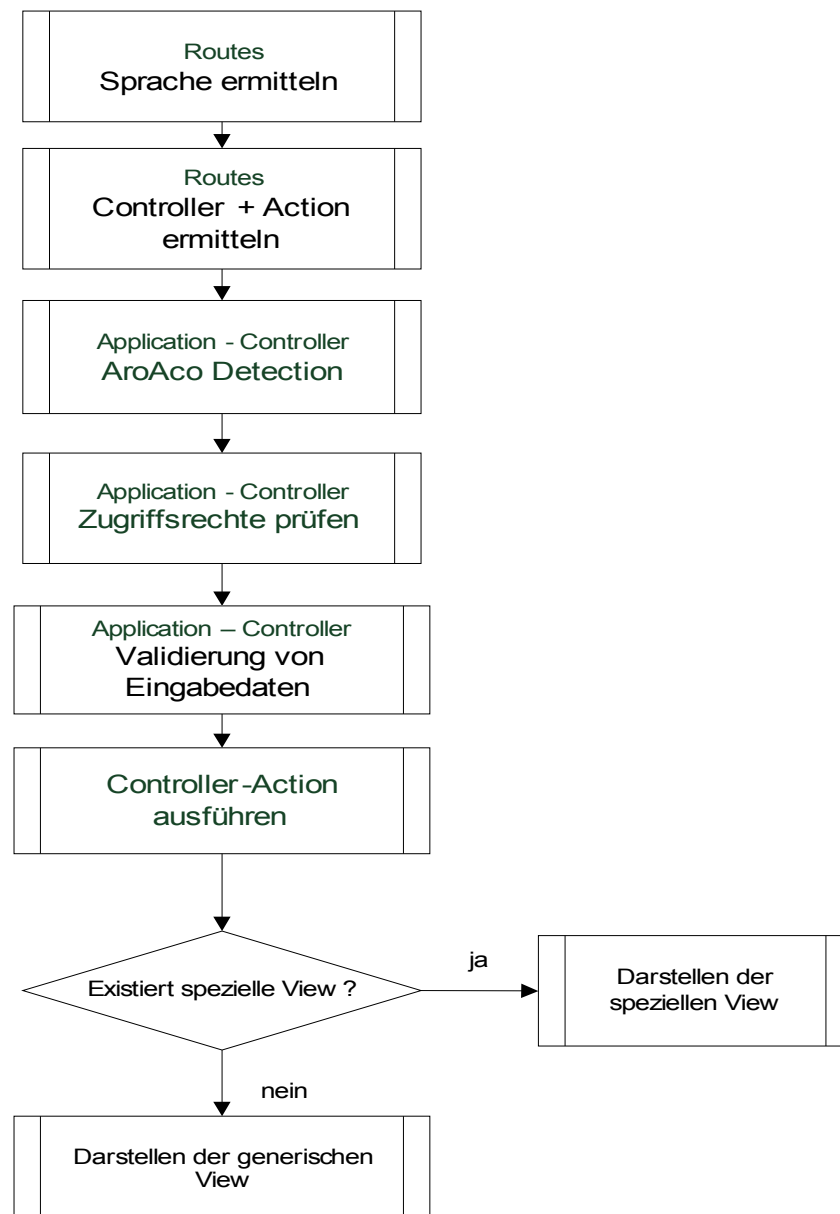 Routes
Sprache ermitteln
Routes
Controller + Action
ermitteln
Application - Controller
AroAco Detection
Application - Controller
Zugriffsrechte prüfen
Application – Controller
Validierung von
Eingabedaten
Controller-Action
ausführen
Existiert spezielle View ?
ja
Darstellen der
speziellen View
nein
Darstellen der generischen
View